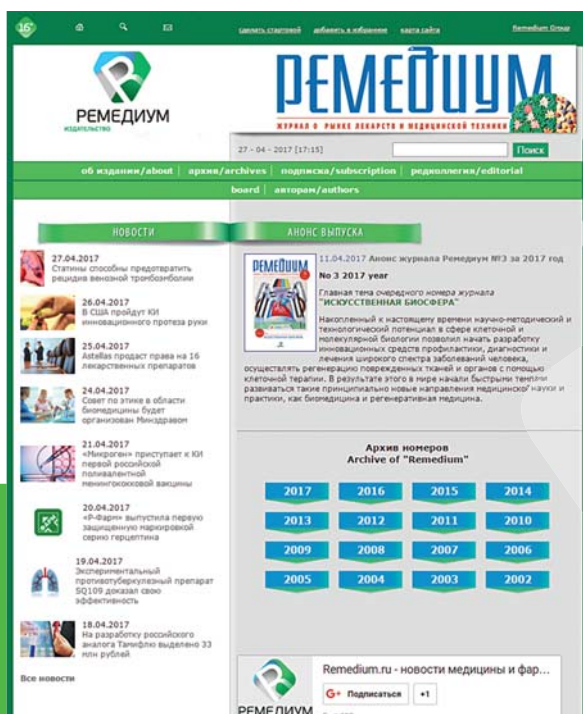 16+
сделать стартовой добавить в избранное карта сайта Remedium Group
РЕМЕДИУМ
ИЗДАТЕЛЬСТВО
РЕМЕДИУМ
ЖУРНАЛ О РЫНКЕ ЛЕКАРСТВ И МЕДИЦИНСКОЙ ТЕХНИКИ
27 - 04 - 2017 [17:15]
Поиск
об издании/about | архив/archives | подписка/subscription | редколлегия/editorial
board | авторам/authors
НОВОСТИ
27.04.2017
Статины способны предотвратить
рецидив венозной тромбоэмболии
26.04.2017
В США пройдут КИ
инновационного протеза руки
25.04.2017
Astellas продаст права на 16
лекарственных препаратов
24.04.2017
Совет по этике в области
биомедицины будет
организован Минздравом
21.04.2017
«Микроген» приступает к КИ
первой российской
поливалентной
менингококковой вакцины
20.04.2017
«Р-Фарм» выпустила первую
защищенную маркировкой
серию герцептина
19.04.2017
Экспериментальный
противотуберкулезный препарат
SQ109 доказал свою
эффективность
18.04.2017
На разработку российского
аналога Тамифлю выделено 33
млн рублей
Все новости
АНОНС ВЫПУСКА
РЕМЕДИУМ
11.04.2017 Анонс журнала Ремедиум №3 за 2017 год
No 3 2017 year
Главная тема очередного номера журнала
"ИСКУССТВЕННАЯ БИОСФЕРА"
Накопленный к настоящему времени научно-методический и
технологический потенциал в сфере клеточной и
молекулярной биологии позволил начать разработку
инновационных средств профилактики, диагностики и
лечения широкого спектра заболеваний человека,
осуществлять регенерацию поврежденных тканей и органов с помощью
клеточной терапии. В результате этого в мире начали быстрыми темпами
развиваться такие принципиально новые направления медицинской науки и
практики, как биомедицина и регенеративная медицина.
Архив номеров
Archive of "Remedium"
2017 2016 2015 2014
2013 2012 2011 2010
2009 2008 2007 2006
2005 2004 2003 2002
РЕМЕДИУМ
Remedium.ru - новости медицины и фар...
G+ Подписаться +1